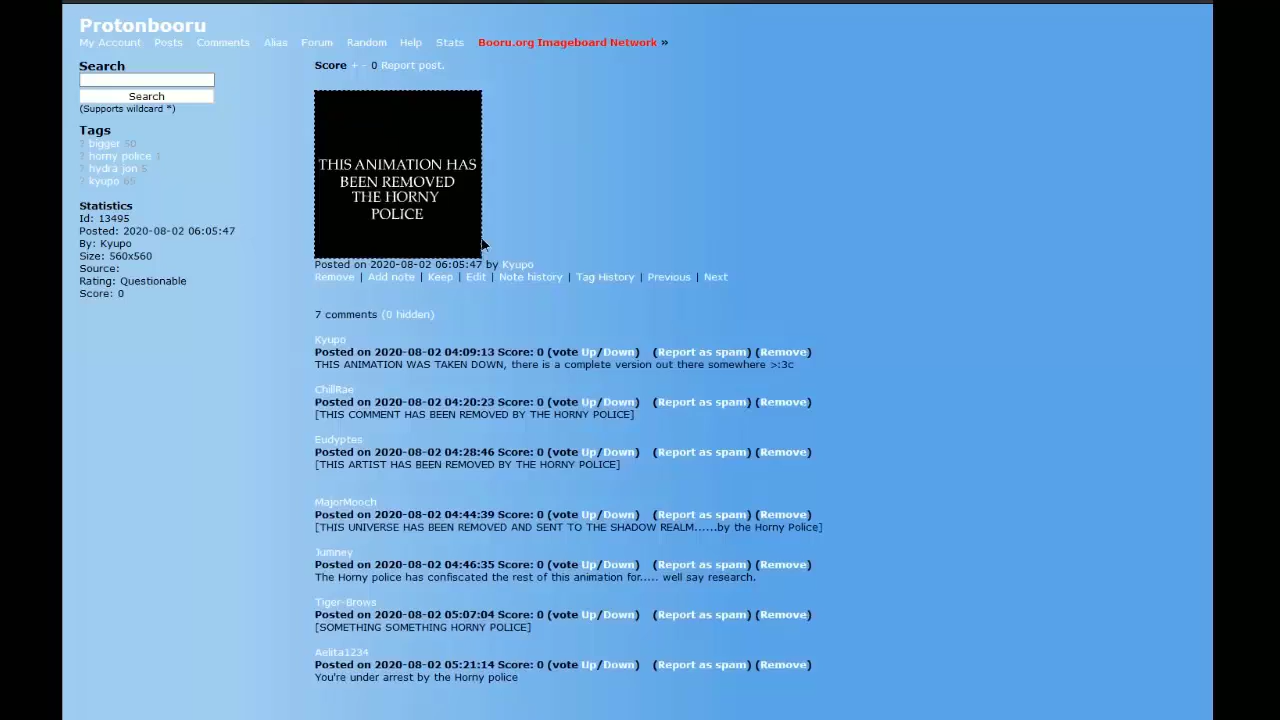 Protonbooru
My Account Posts Comments Alias Forum Random Help Stats Booru.org Imageboard Network »
Search
Search
(Supports wildcard *)
Tags
? bigger 50
? horny police 1
? hydra jon 5
? kyupo 65
Statistics
Id: 13495
Posted: 2020-08-02 06:05:47
By: Kyupo
Size: 560x560
Source:
Rating: Questionable
Score: 0
Score + - 0 Report post.
THIS ANIMATION HAS
BEEN REMOVED
THE HORNY
POLICE
Posted on 2020-08-02 06:05:47 by Kyupo
Remove | Add note | Keep | Edit | Note history | Tag History | Previous | Next
7 comments (0 hidden)
Kyupo
Posted on 2020-08-02 04:09:13 Score: 0 (vote Up/Down) (Report as spam) (Remove)
THIS ANIMATION WAS TAKEN DOWN, there is a complete version out there somewhere >:3c
ChillRae
Posted on 2020-08-02 04:20:23 Score: 0 (vote Up/Down) (Report as spam) (Remove)
[THIS COMMENT HAS BEEN REMOVED BY THE HORNY POLICE]
Eudyptes
Posted on 2020-08-02 04:28:46 Score: 0 (vote Up/Down) (Report as spam) (Remove)
[THIS ARTIST HAS BEEN REMOVED BY THE HORNY POLICE]
MajorMooch
Posted on 2020-08-02 04:44:39 Score: 0 (vote Up/Down) (Report as spam) (Remove)
[THIS UNIVERSE HAS BEEN REMOVED AND SENT TO THE SHADOW REALM......by the Horny Police]
Jumney
Posted on 2020-08-02 04:46:35 Score: 0 (vote Up/Down) (Report as spam) (Remove)
The Horny police has confiscated the rest of this animation for..... well say research.
Tiger-Brows
Posted on 2020-08-02 05:07:04 Score: 0 (vote Up/Down) (Report as spam) (Remove)
[SOMETHING SOMETHING HORNY POLICE]
Aelita1234
Posted on 2020-08-02 05:21:14 Score: 0 (vote Up/Down) (Report as spam) (Remove)
You're under arrest by the Horny police